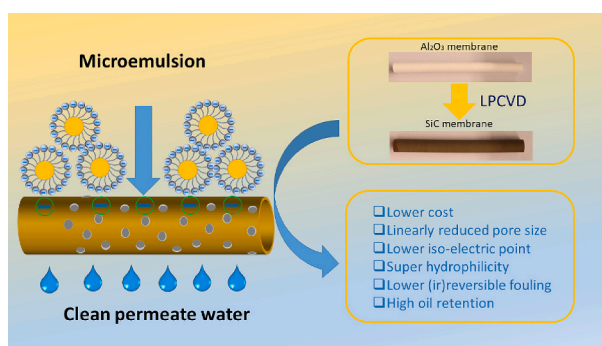 Microemulsion
Clean permeate water
Al₂O₃ membrane
LPCVD
SiC membrane
❑Lower cost
❑Linearly reduced pore size
❑Lower iso-electric point
❑Super hydrophilicity
❑Lower (ir)reversible fouling
❑High oil retention